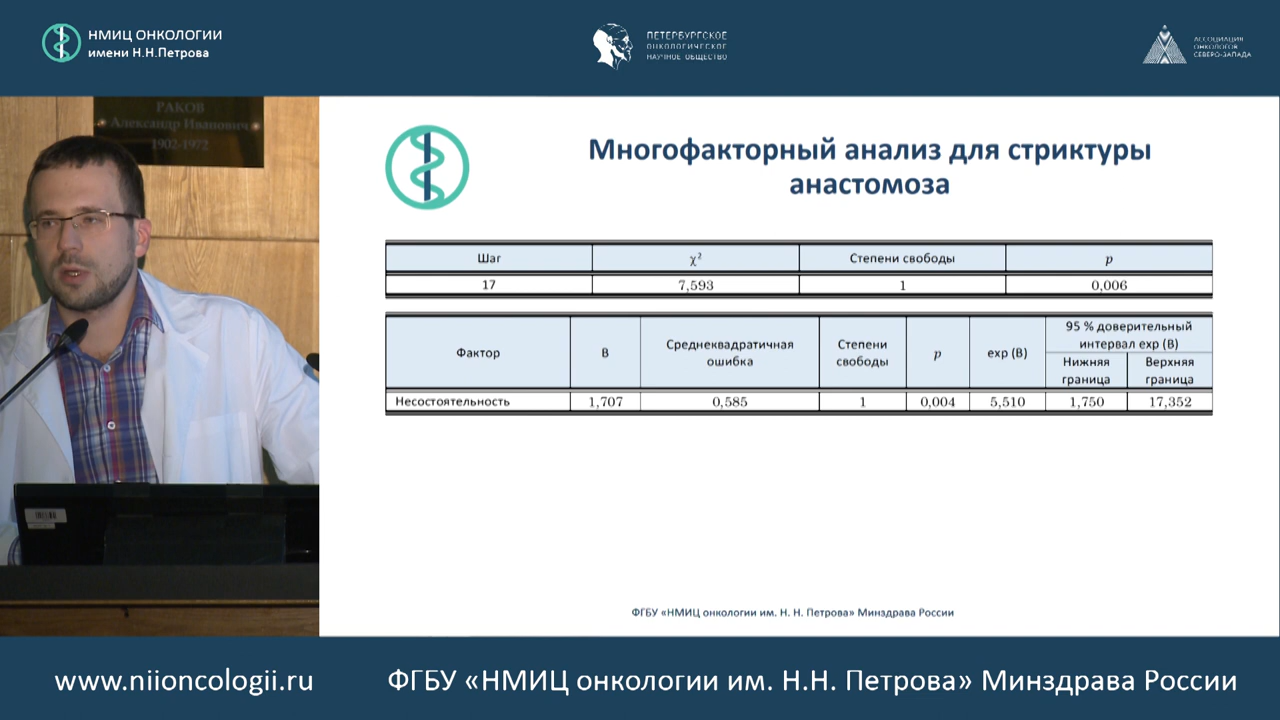 НМИЦ ОНКОЛОГИИ
имени Н.Н.Петрова
ПЕТЕРБУРГСКОЕ
ОНКОЛОГИЧЕСКОЕ
НАУЧНОЕ ОБЩЕСТВО
АССОЦИАЦИЯ
ОНКОЛОГОВ
СЕВЕРО-ЗАПАДА
РАКОВ
Александр Иванович
1902-1972
Многофакторный анализ для стриктуры
анастомоза
Шаг χ² Степени свободы p
17 7,593 1 0,006
Фактор B Среднеквадратичная ошибка Степени свободы p exp (B) 95 % доверительный интервал exp (B)
Нижняя граница Верхняя граница
Несостоятельность 1,707 0,585 1 0,004 5,510 1,750 17,352
ФГБУ «НМИЦ онкологии им. Н. Н. Петрова» Минздрава России
www.niioncologii.ru ФГБУ «НМИЦ онкологии им. Н.Н. Петрова» Минздрава России